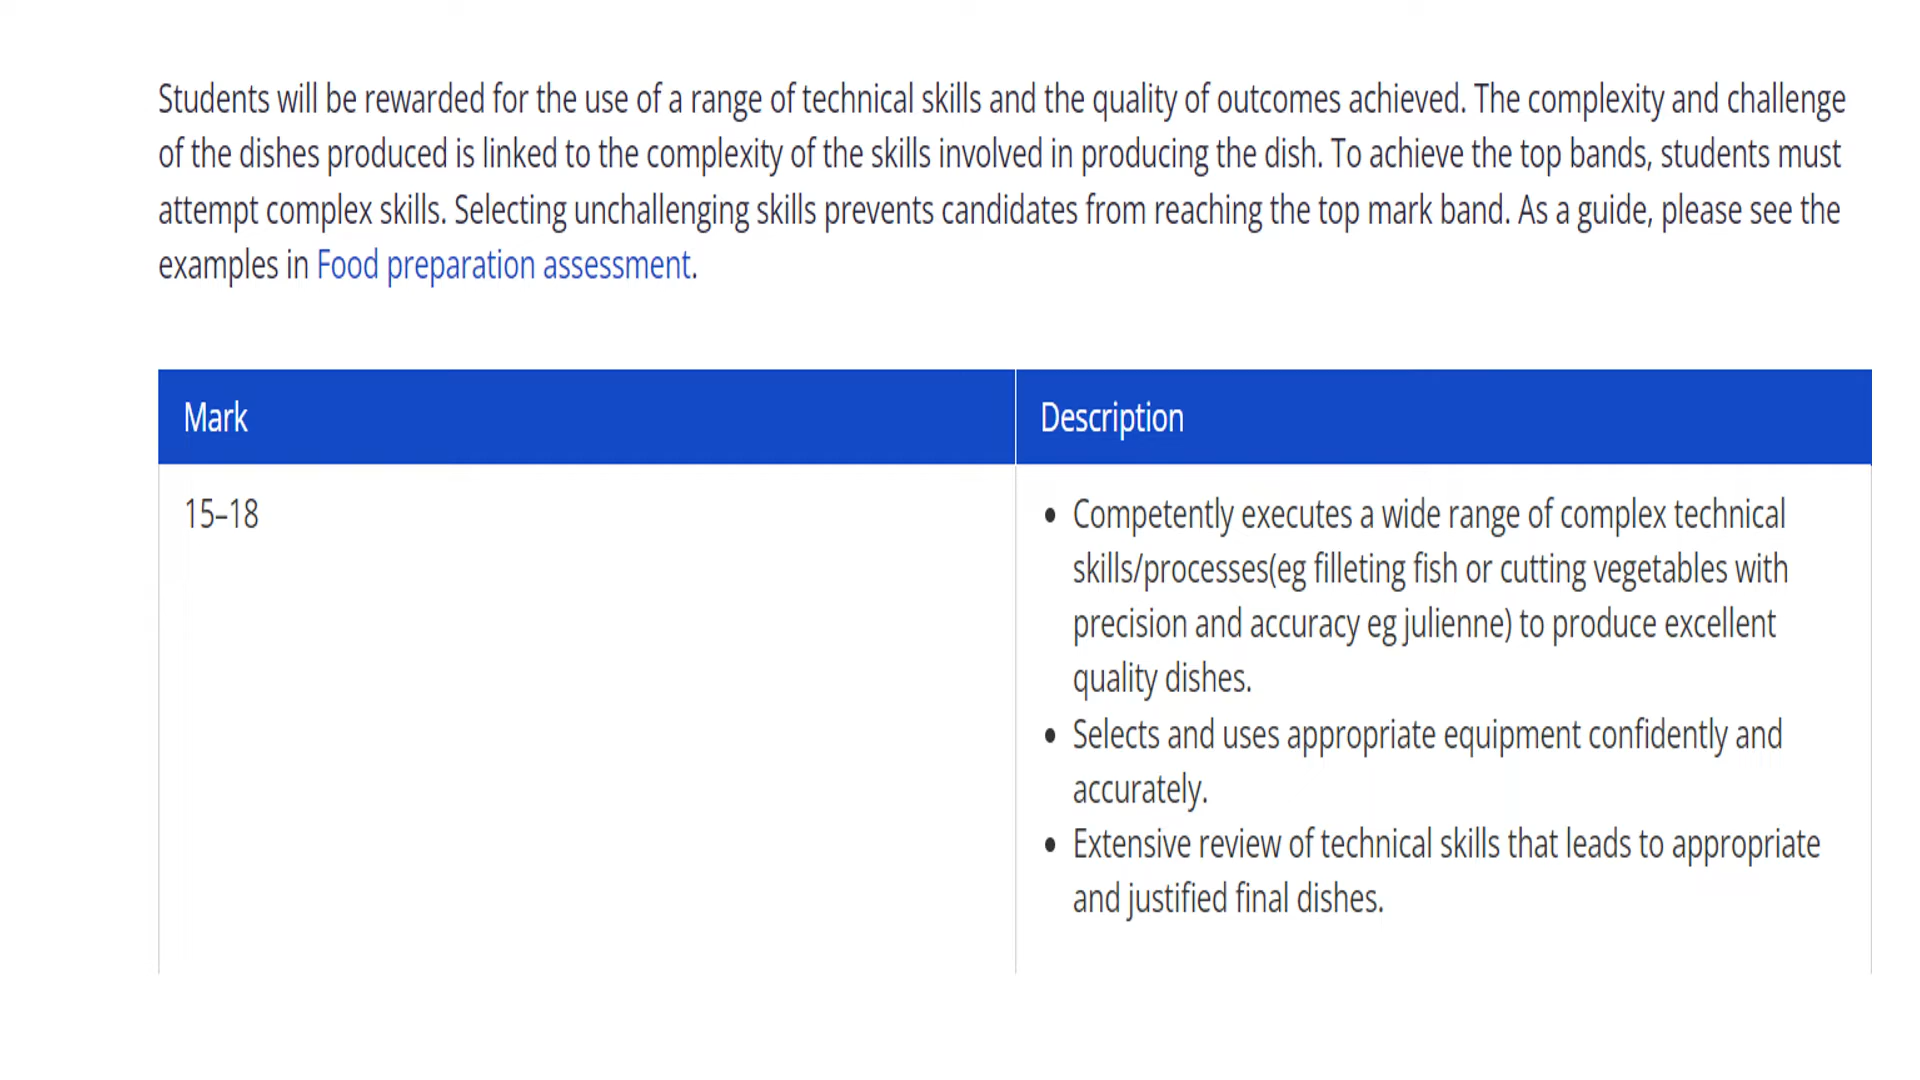 Students will be rewarded for the use of a range of technical skills and the quality of outcomes achieved. The complexity and challenge
of the dishes produced is linked to the complexity of the skills involved in producing the dish. To achieve the top bands, students must
attempt complex skills. Selecting unchallenging skills prevents candidates from reaching the top mark band. As a guide, please see the
examples in Food preparation assessment.
Mark
Description
15–18
• Competently executes a wide range of complex technical
skills/processes(eg filleting fish or cutting vegetables with
precision and accuracy eg julienne) to produce excellent
quality dishes.
• Selects and uses appropriate equipment confidently and
accurately.
• Extensive review of technical skills that leads to appropriate
and justified final dishes.